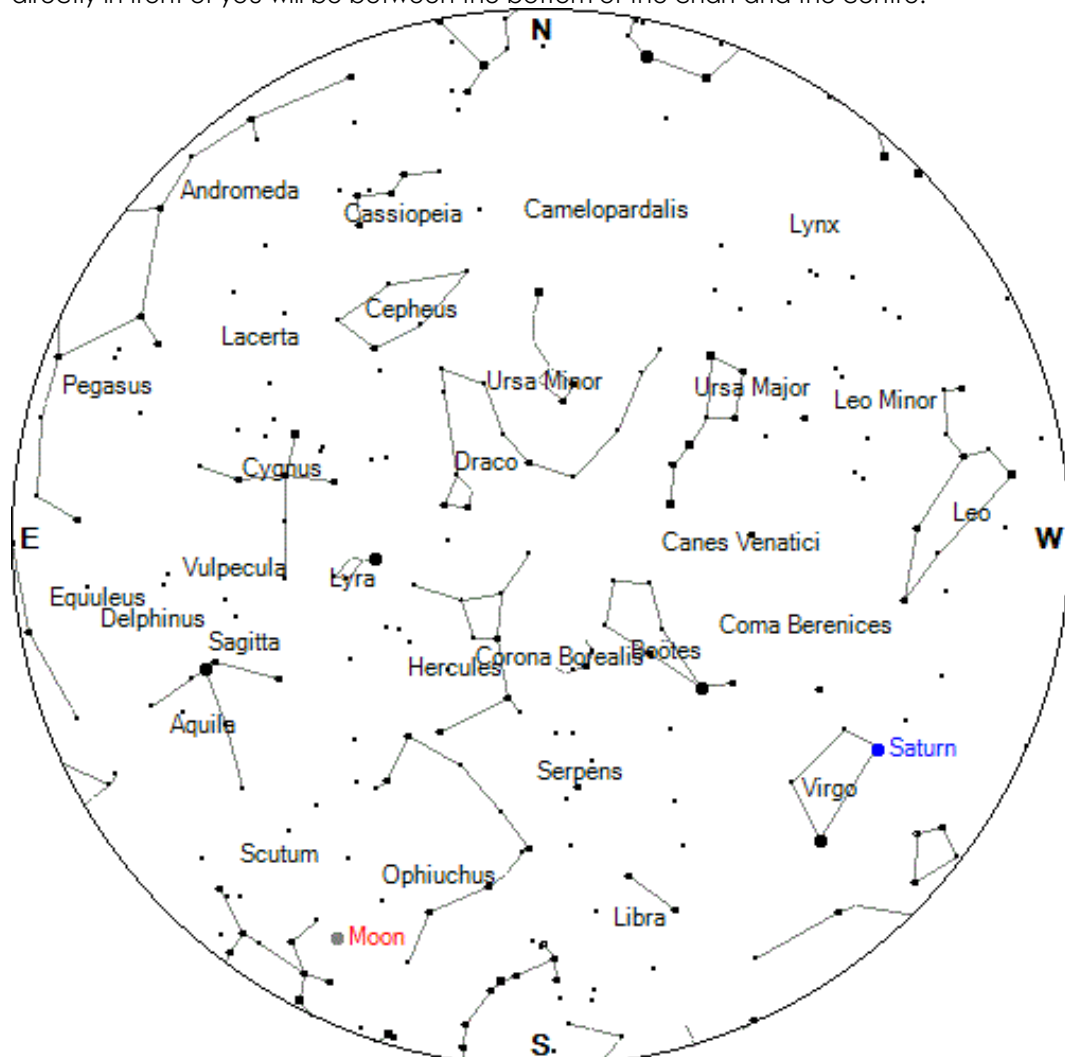 directly in front of you will be between the bottom of the chart and the centre.
N
Andromeda
Cassiopeia
Camelopardalis
Lynx
Cepheus
Lacerta
Pegasus
Ursa Minor
Ursa Major
Leo Minor
Cygnus
Draco
Leo
E
Canes Venatici
W
Vulpecula
Lyra
Equuleus
Delphinus
Sagitta
Coma Berenices
Hercules
Corona Borealis
Bootes
Aquila
Saturn
Serpens
Virgo
Scutum
Ophiuchus
Libra
Moon
S.